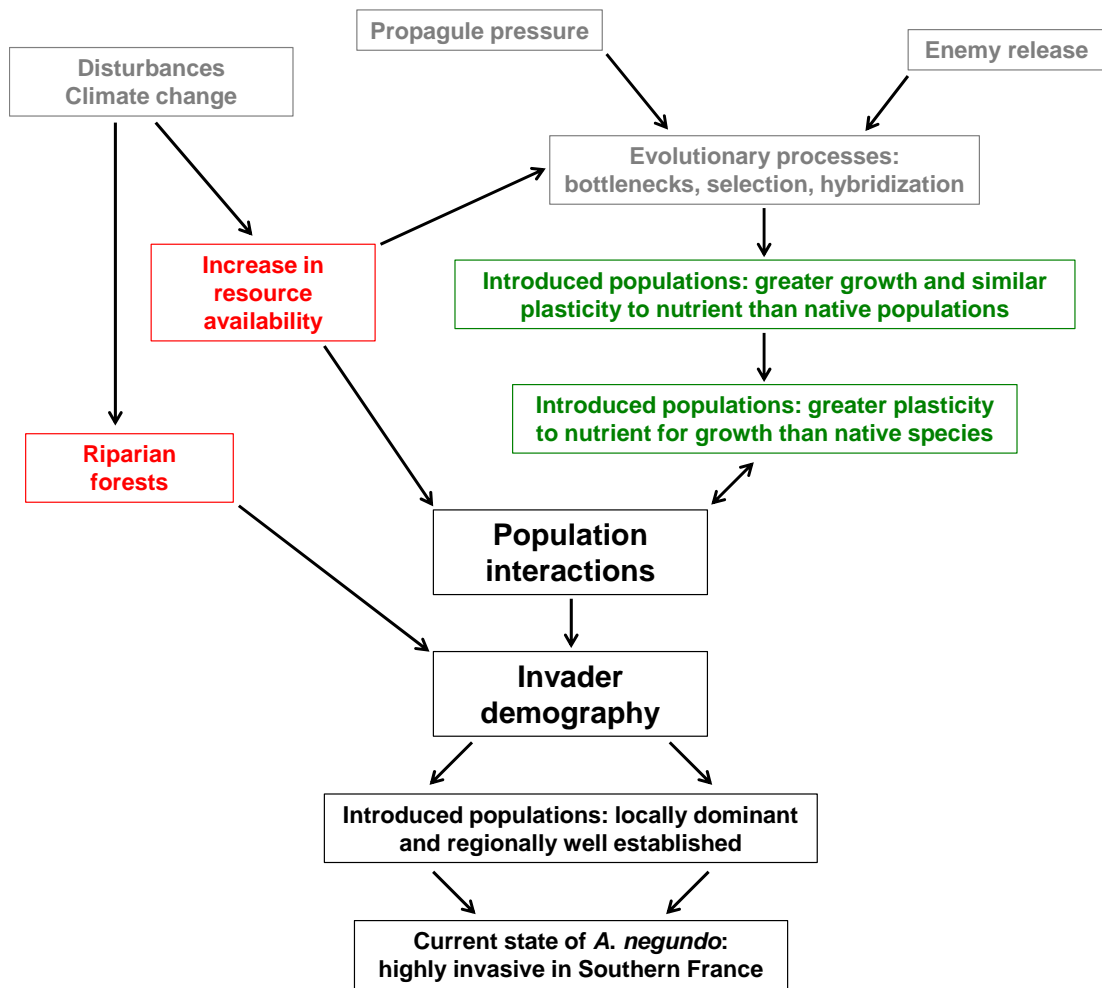 Propagule pressure
Enemy release
Disturbances
Climate change
Evolutionary processes:
bottlenecks, selection, hybridization
Increase in
resource
availability
Introduced populations: greater growth and similar
plasticity to nutrient than native populations
Introduced populations: greater plasticity
to nutrient for growth than native species
Riparian
forests
Population
interactions
Invader
demography
Introduced populations: locally dominant
and regionally well established
Current state of A. negundo:
highly invasive in Southern France